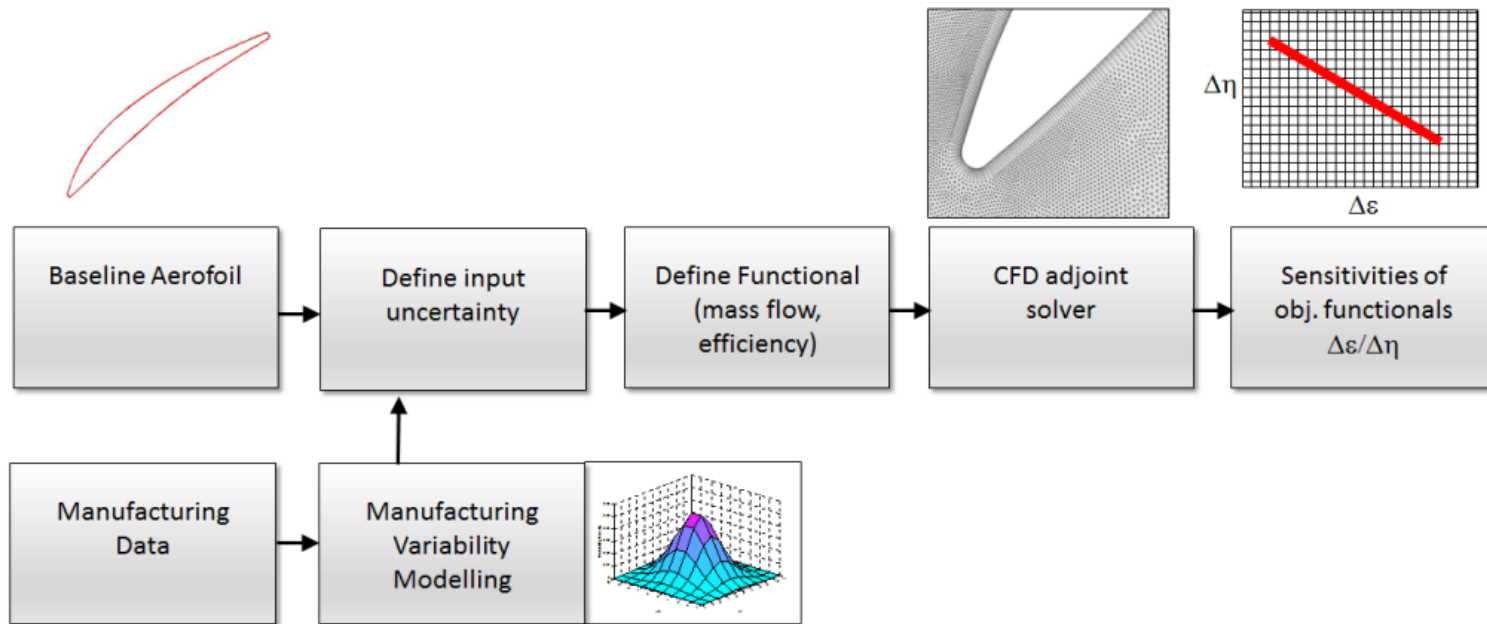 Δη
Δε
Baseline Aerofoil
Define input
uncertainty
Define Functional
(mass flow,
efficiency)
CFD adjoint
solver
Sensitivities of
obj. functionals
Δε/Δη
Manufacturing
Data
Manufacturing
Variability
Modelling